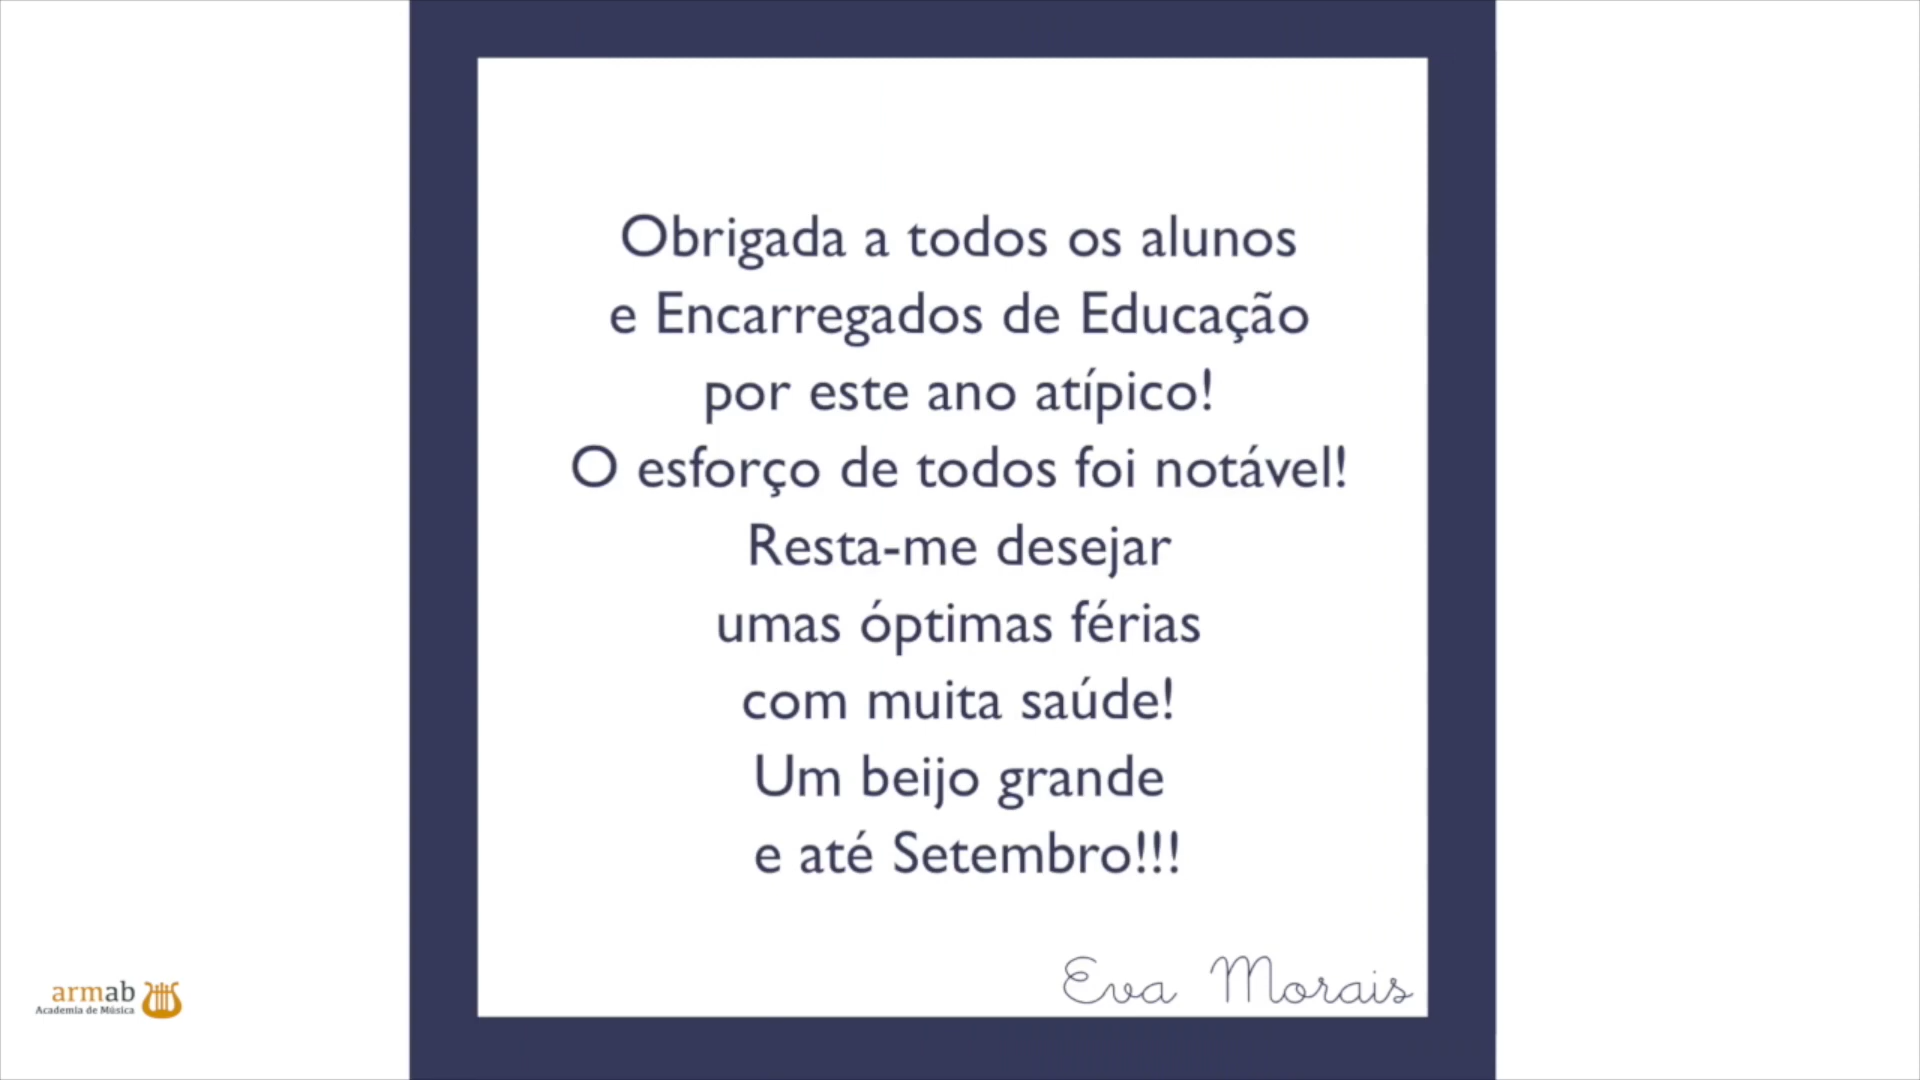 Obrigada a todos os alunos
e Encarregados de Educação
por este ano atípico!
O esforço de todos foi notável!
Resta-me desejar
umas óptimas férias
com muita saúde!
Um beijo grande
e até Setembro!!!
Eva Morais
armab
Academia de Música